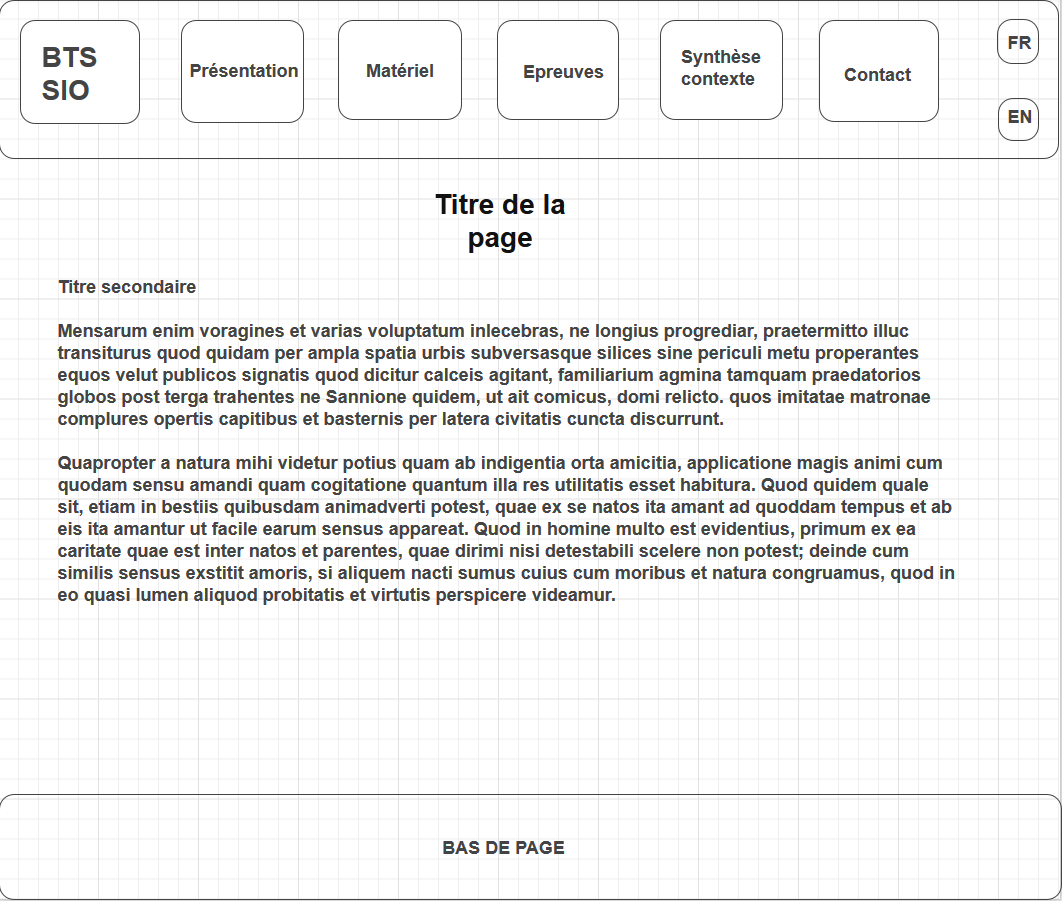 BTS
SIO
Présentation
Matériel
Epreuves
Synthèse
contexte
Contact
FR
EN
Titre de la
page
Titre secondaire
Mensarum enim voragines et varias voluptatum inlecebras, ne longius progrediar, praetermitto illuc
transiturus quod quidam per ampla spatia urbis subversasque silices sine periculi metu properantes
equos velut publicos signatis quod dicitur calceis agitant, familiarium agmina tamquam praedatorios
globos post terga trahentes ne Sannione quidem, ut ait comicus, domi relicto. quos imitatae matronae
complures opertis capitibus et basternis per latera civitatis cuncta discurrunt.
Quapropter a natura mihi videtur potius quam ab indigentia orta amicitia, applicatione magis animi cum
quodam sensu amandi quam cogitatione quantum illa res utilitatis esset habitura. Quod quidem quale
sit, etiam in bestiis quibusdam animadverti potest, quae ex se natos ita amant ad quoddam tempus et ab
eis ita amantur ut facile earum sensus appareat. Quod in homine multo est evidentius, primum ex ea
caritate quae est inter natos et parentes, quae dirimi nisi detestabili scelere non potest; deinde cum
similis sensus exstitit amoris, si aliquem nacti sumus cuius cum moribus et natura congruamus, quod in
eo quasi lumen aliquod probitatis et virtutis perspicere videamur.
BAS DE PAGE